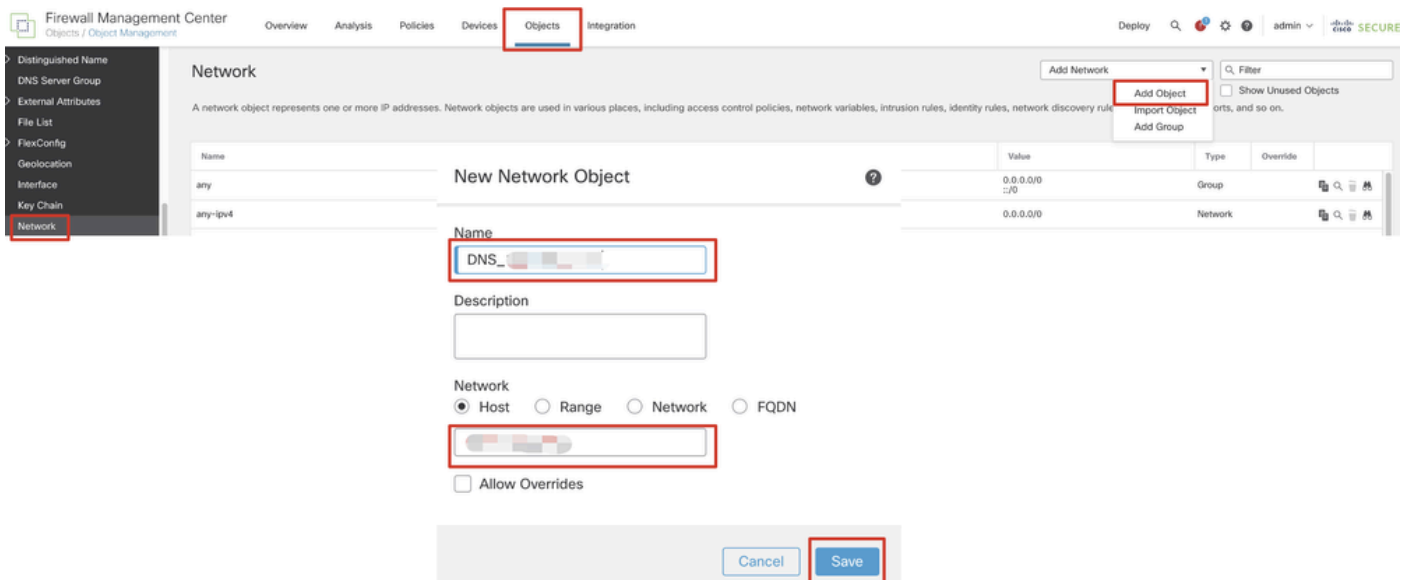 Firewall Management Center
Objects / Object Management
Overview Analysis Policies Devices Objects Integration
Deploy admin cisco SECURE
Distinguished Name
DNS Server Group
External Attributes
File List
FlexConfig
Geolocation
Interface
Key Chain
Network
Network
Add Network
Filter
Add Object
Import Object
Add Group
Show Unused Objects
A network object represents one or more IP addresses. Network objects are used in various places, including access control policies, network variables, intrusion rules, identity rules, network discovery rule orts, and so on.
Name Value Type Override
any 0.0.0.0/0 Group
::/0
any-ipv4 0.0.0.0/0 Network
New Network Object
Name
DNS_
Description
Network
Host Range Network FQDN
Allow Overrides
Cancel Save